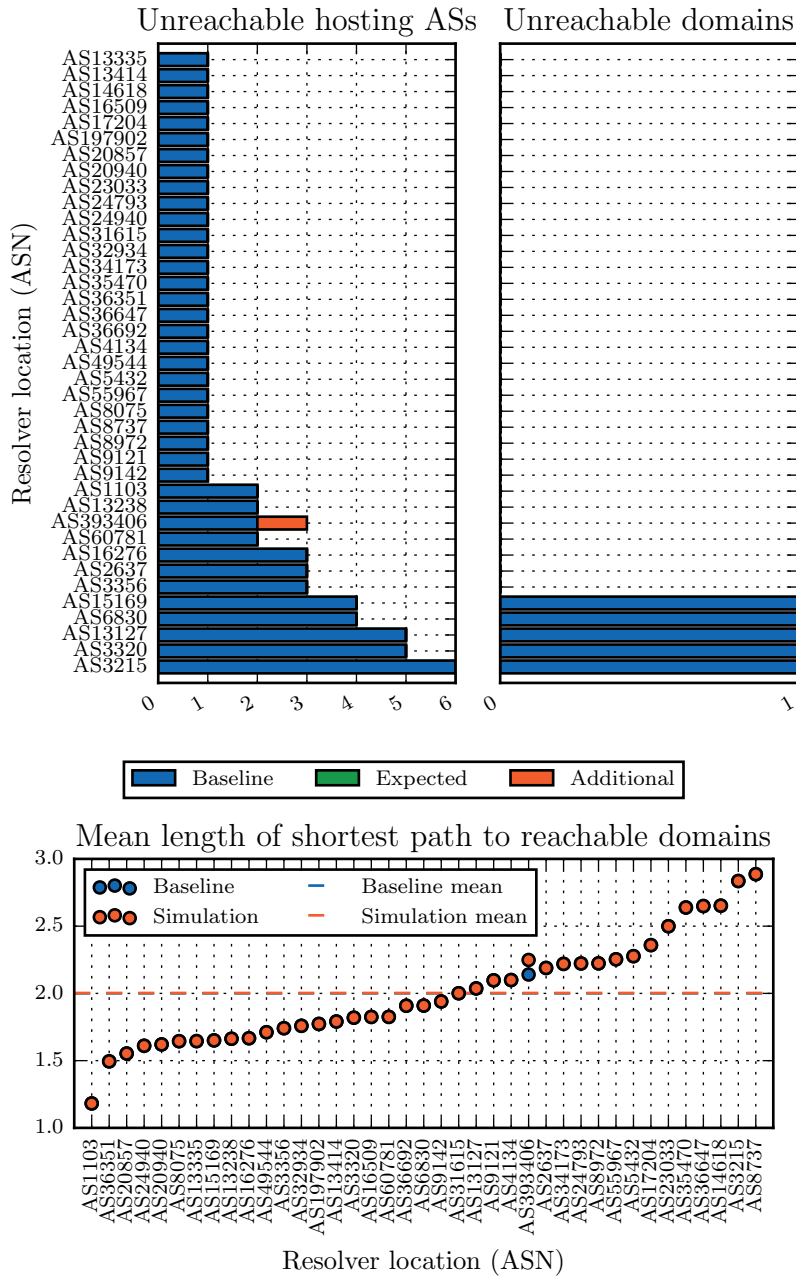 Unreachable hosting ASs
Unreachable domains
Resolver location (ASN)
AS13335
AS13414
AS14618
AS16509
AS17204
AS197902
AS20857
AS20940
AS23033
AS24793
AS24940
AS31615
AS32934
AS34173
AS35470
AS36351
AS36647
AS36692
AS4134
AS49544
AS5432
AS55967
AS8075
AS8737
AS8972
AS9121
AS9142
AS1103
AS13238
AS393406
AS60781
AS16276
AS2637
AS3356
AS15169
AS6830
AS13127
AS3320
AS3215
0 1 2 3 4 5 6
0 1
Baseline Expected Additional
Mean length of shortest path to reachable domains
3.0
2.5
2.0
1.5
1.0
Baseline Baseline mean
Simulation Simulation mean
AS1103
AS36351
AS20857
AS24940
AS20940
AS8075
AS13335
AS15169
AS13238
AS16276
AS49544
AS3356
AS32934
AS197902
AS13414
AS3320
AS16509
AS60781
AS36692
AS6830
AS9142
AS31615
AS13127
AS9121
AS4134
AS393406
AS2637
AS34173
AS24793
AS8972
AS55967
AS5432
AS17204
AS23033
AS35470
AS36647
AS14618
AS3215
AS8737
Resolver location (ASN)